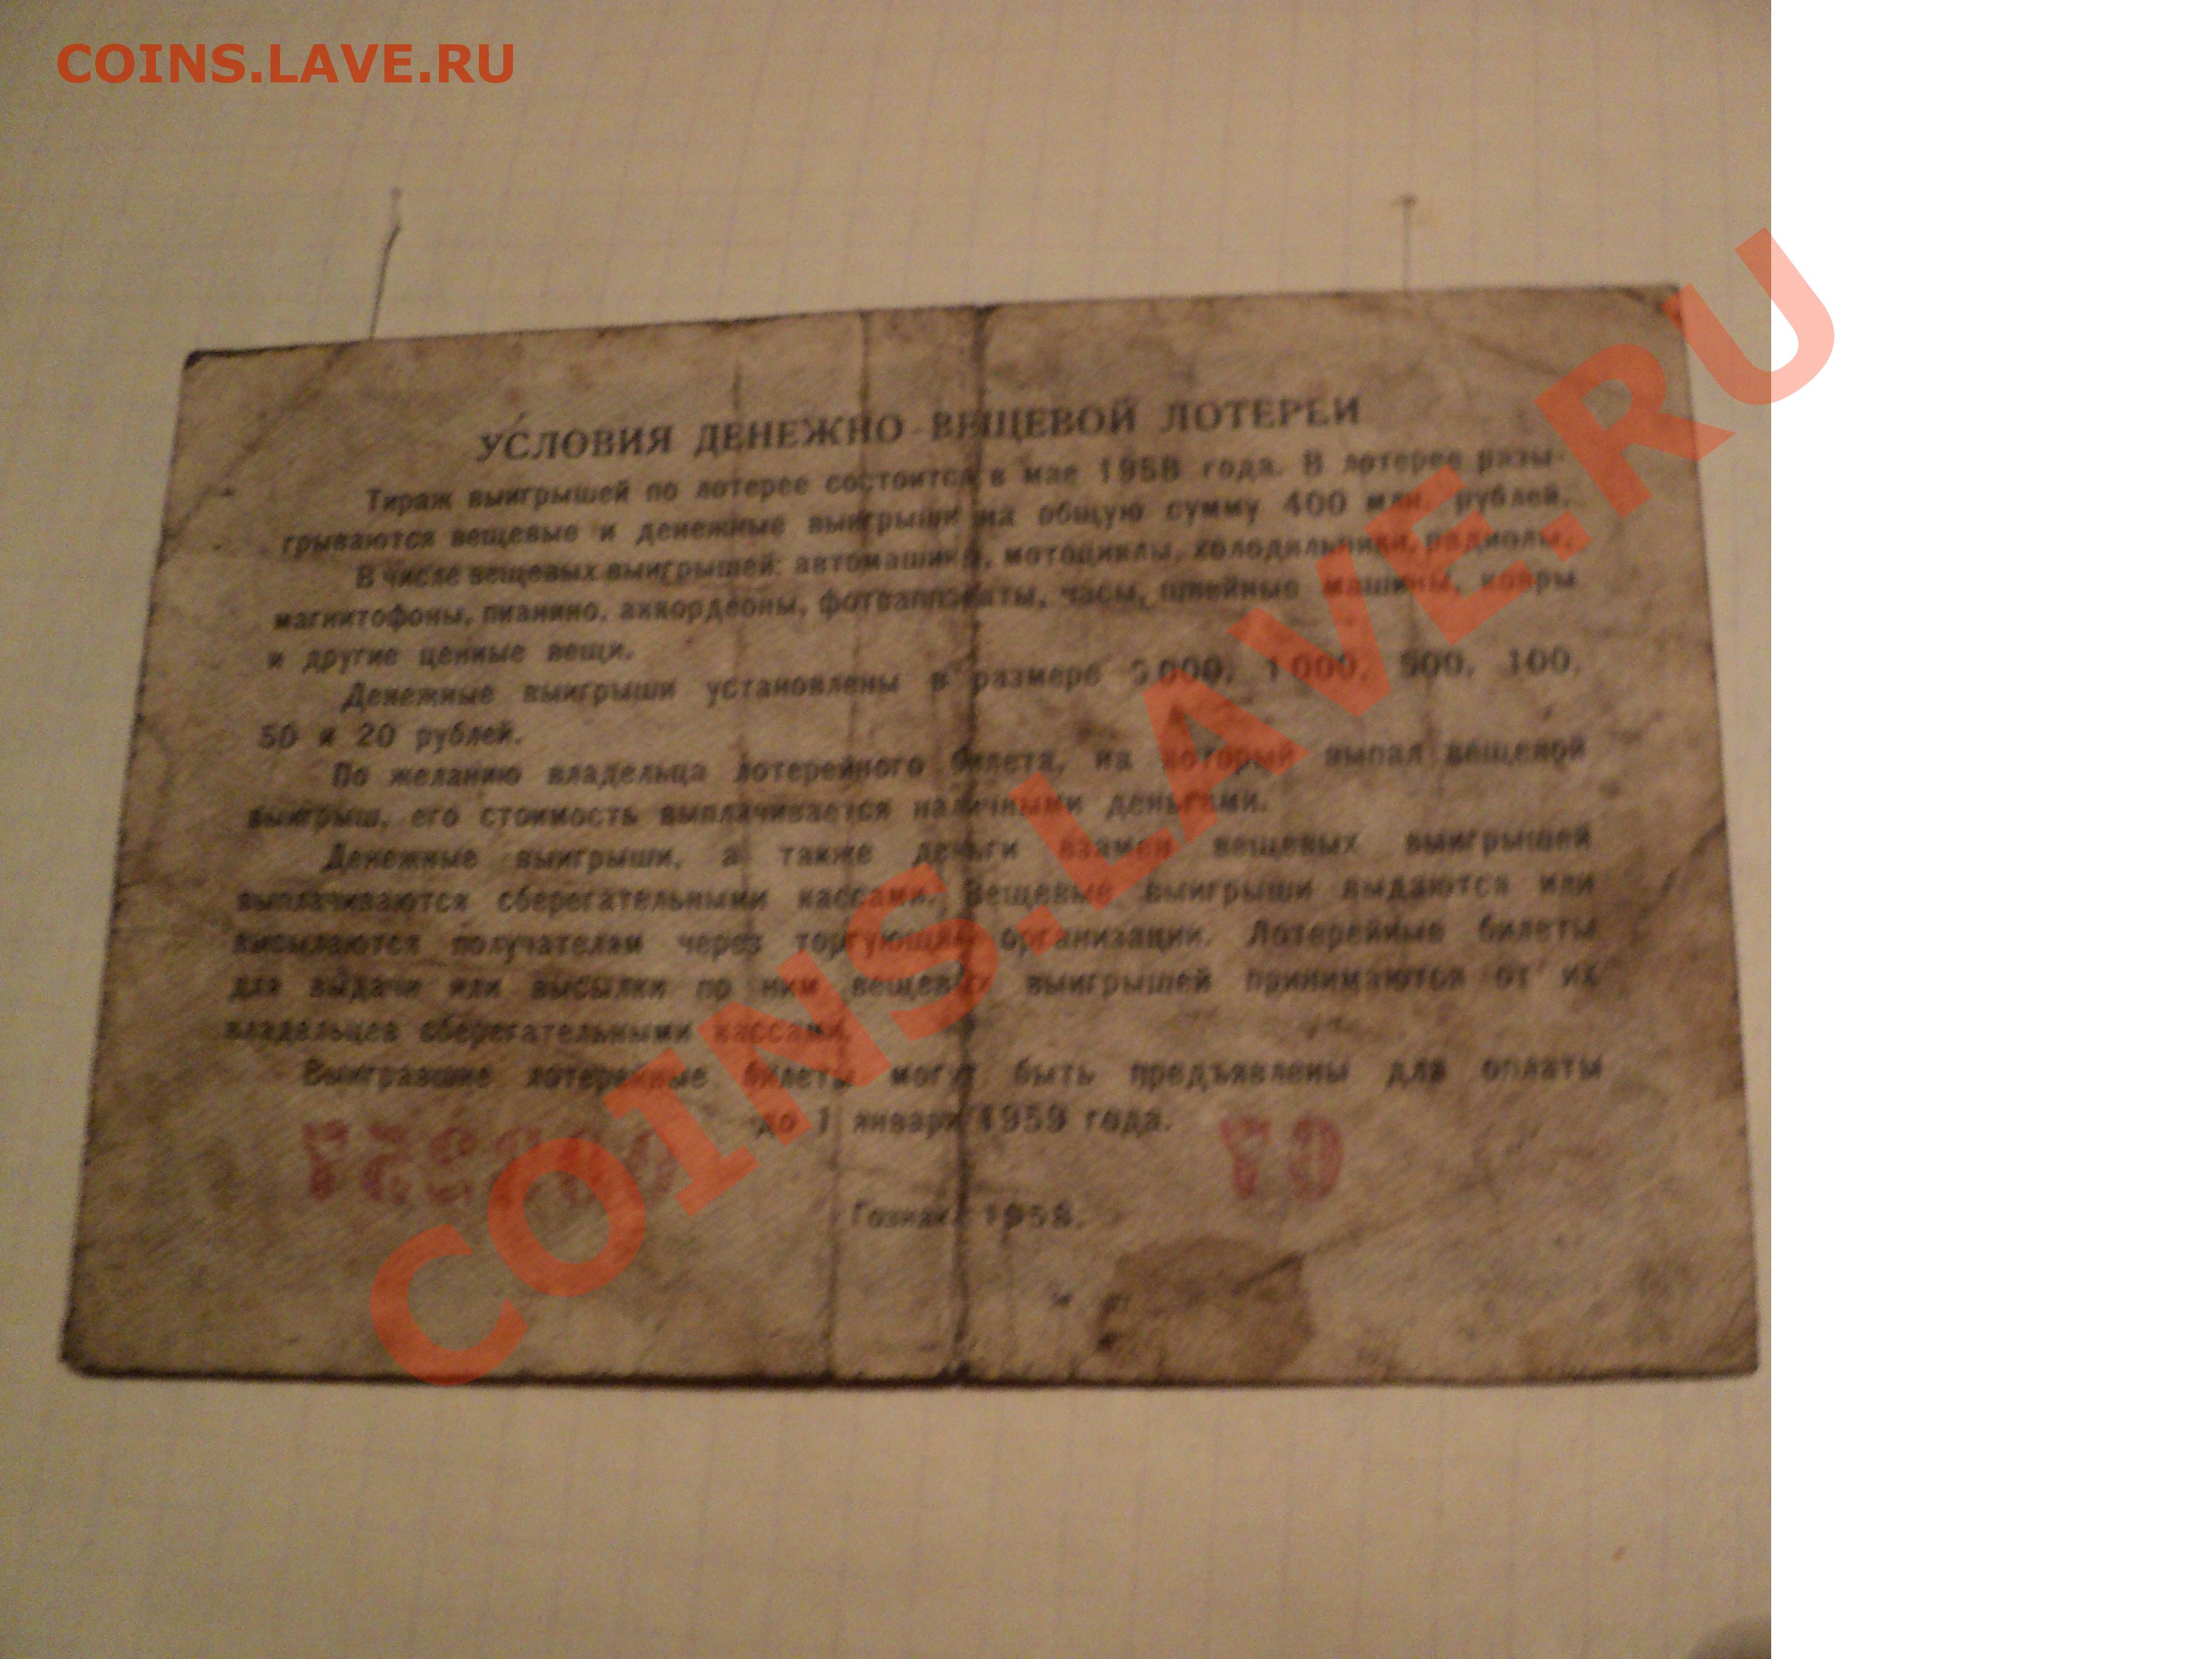 COINS.LAVE.RU
УСЛОВИЯ ДЕНЕЖНО-ВЕЩЕВОЙ ЛОТЕРЕИ
Тираж выигрышей по лотерее состоится в мае 1958 года. В лотерее разы-
грываются вещевые и денежные выигрыши на общую сумму 400 млн. рублей.
В числе вещевых выигрышей: автомашины, мотоциклы, холодильники, радиолы,
магнитофоны, пианино, аккордеоны, фотоаппараты, часы, швейные машины, ковры
и другие ценные вещи.
Денежные выигрыши установлены в размере 1 000, 500, 100,
50 и 20 рублей.
По желанию владельца лотерейного билета, на который выпал вещевой
выигрыш, его стоимость выплачивается наличными деньгами.
Денежные выигрыши, а также деньги взамен вещевых выигрышей
выплачиваются сберегательными кассами. Вещевые выигрыши выдаются или
высылаются получателям через торгующие организации. Лотерейные билеты
для выдачи или высылки по ним вещевых выигрышей принимаются от их
владельцев сберегательными кассами.
Выигравшие лотерейные билеты могут быть предъявлены для оплаты
до 1 января 1959 года.
Гознак. 1958.
COINS.LAVE.RU